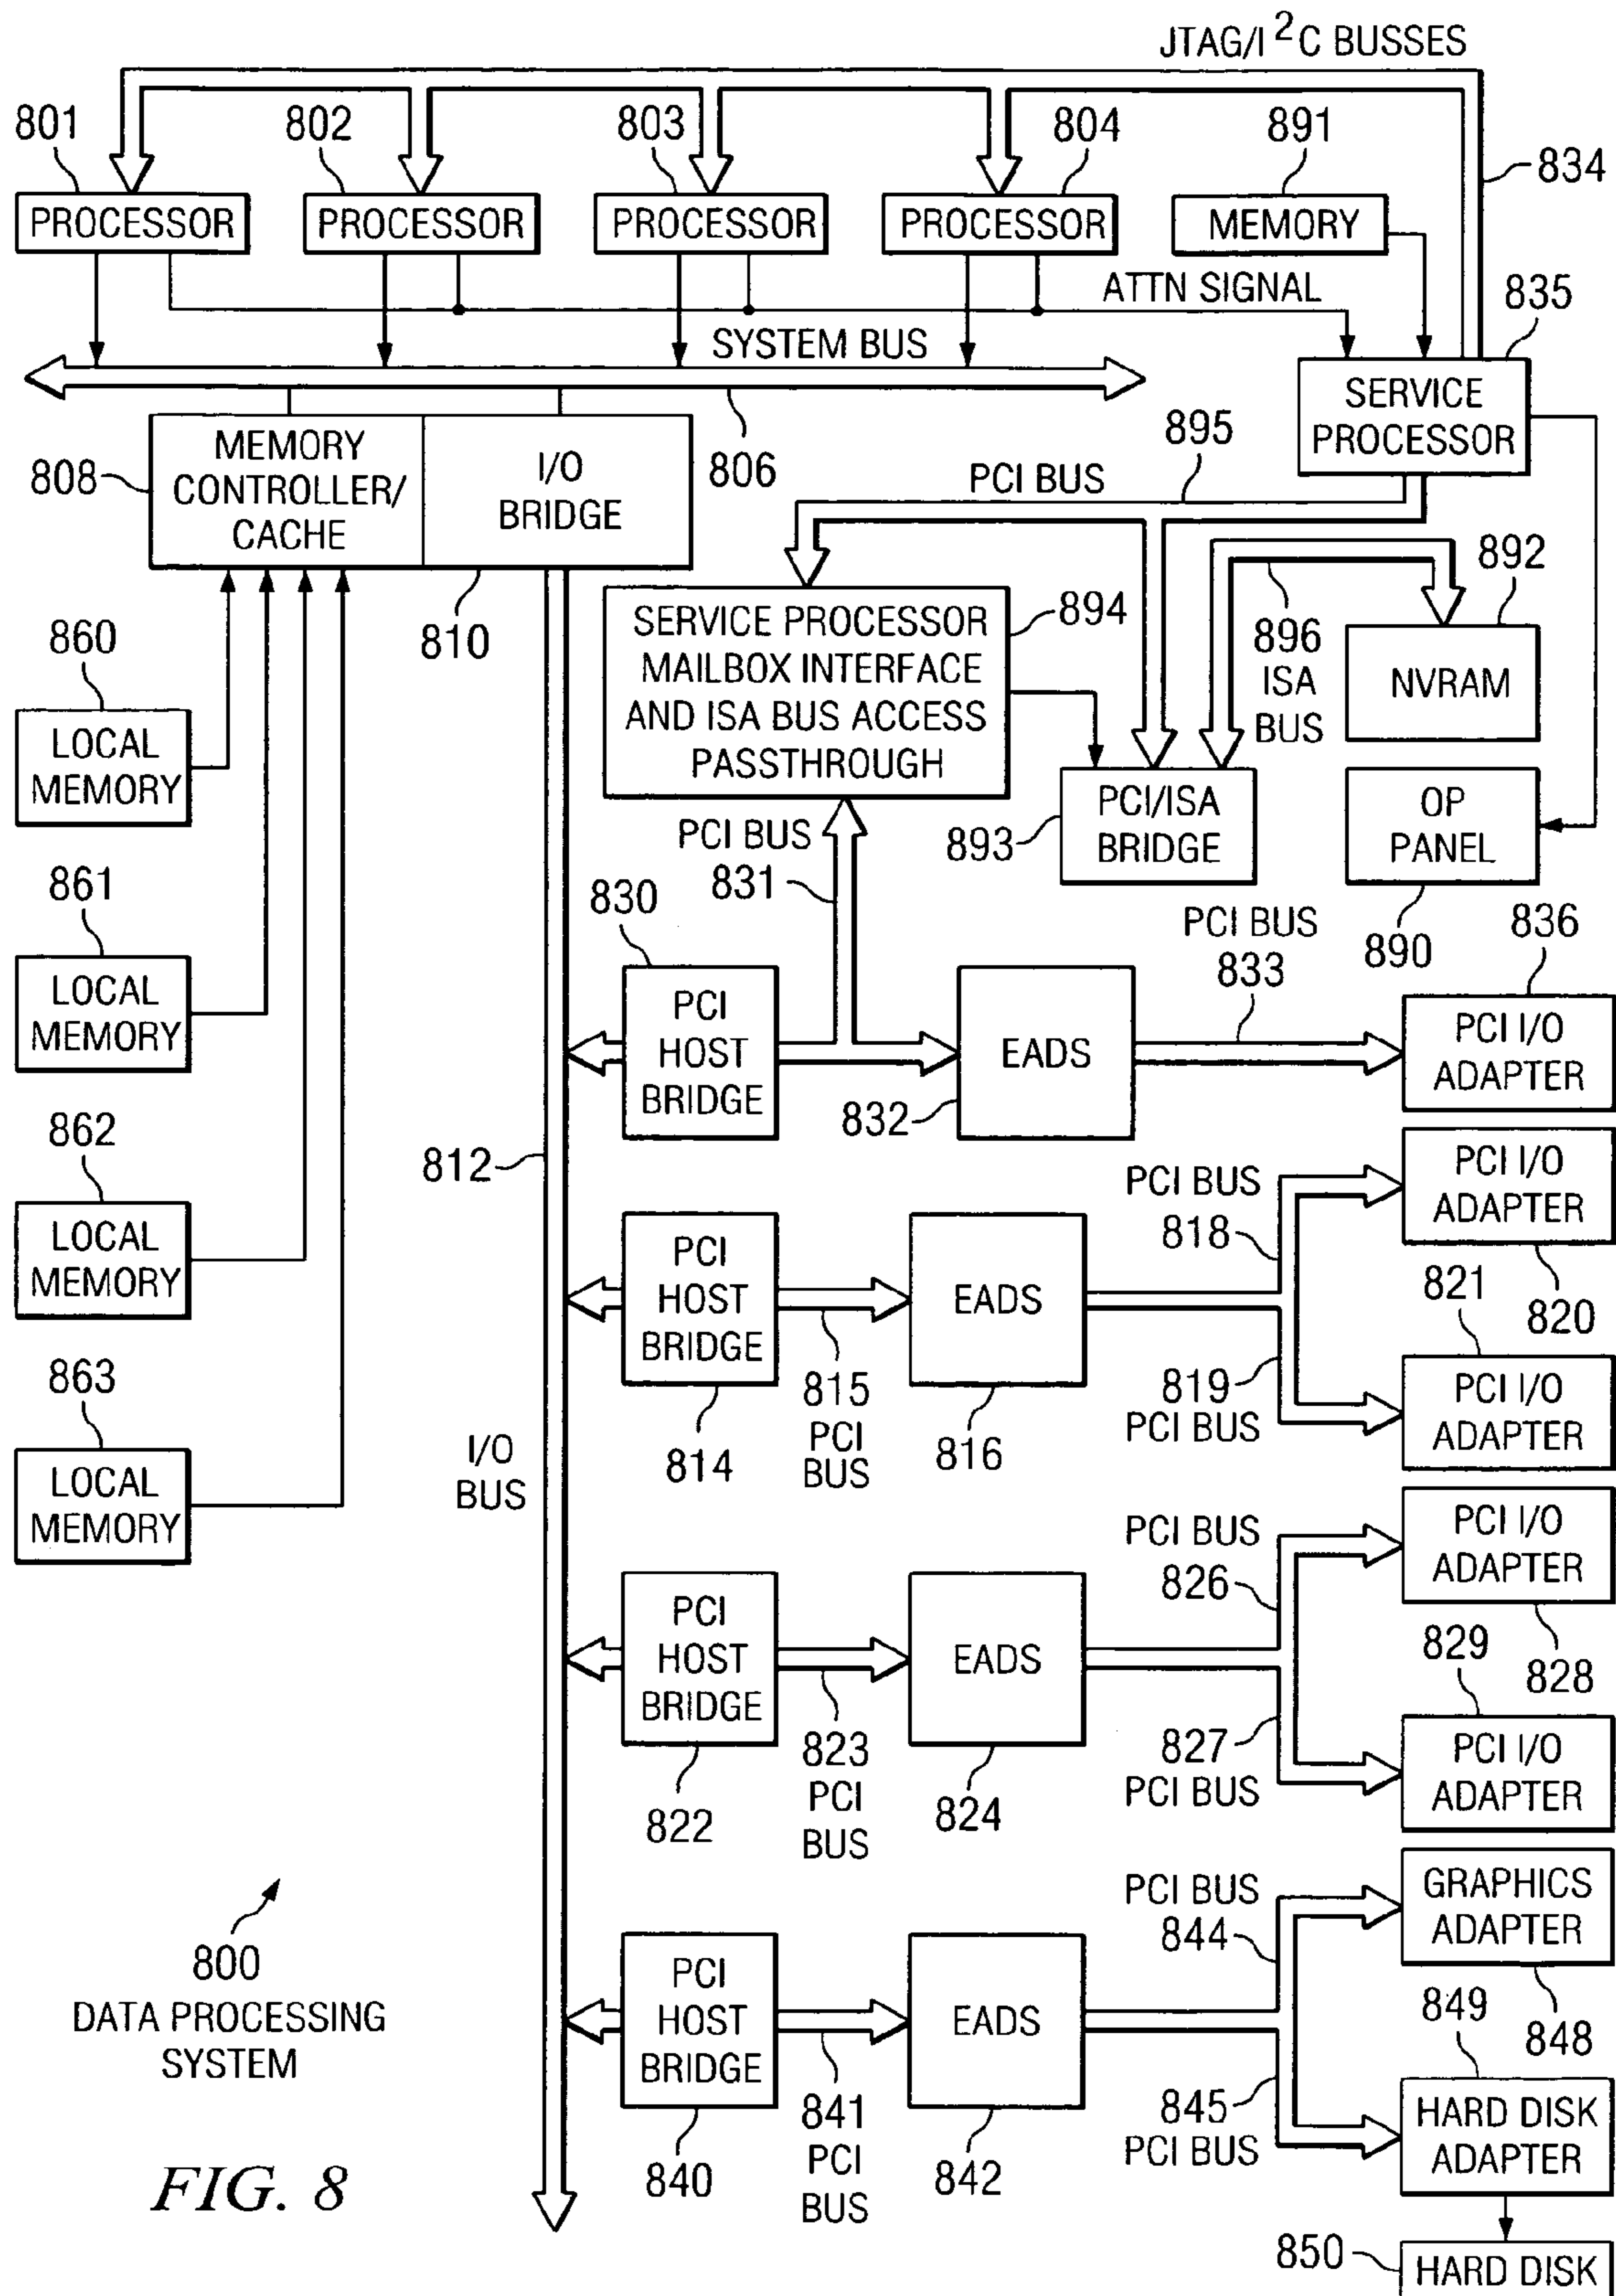 JTAG/I²C BUSSES
801
802
803
804
891
834
PROCESSOR
PROCESSOR
PROCESSOR
PROCESSOR
MEMORY
ATTN SIGNAL
835
SYSTEM BUS
SERVICE
PROCESSOR
808
MEMORY
CONTROLLER/
CACHE
I/O
BRIDGE
806
810
895
PCI BUS
892
SERVICE PROCESSOR
MAILBOX INTERFACE
AND ISA BUS ACCESS
PASSTHROUGH
894
896
ISA
BUS
NVRAM
860
LOCAL
MEMORY
PCI BUS
831
893
PCI/ISA
BRIDGE
OP
PANEL
890
861
LOCAL
MEMORY
830
PCI
HOST
BRIDGE
EADS
832
PCI BUS
833
836
PCI I/O
ADAPTER
862
LOCAL
MEMORY
812
PCI
HOST
BRIDGE
814
815
PCI
BUS
EADS
816
PCI BUS
818
819
PCI BUS
PCI I/O
ADAPTER
820
821
PCI I/O
ADAPTER
863
LOCAL
MEMORY
I/O
BUS
PCI
HOST
BRIDGE
822
823
PCI
BUS
EADS
824
PCI BUS
826
827
PCI BUS
PCI I/O
ADAPTER
828
829
PCI I/O
ADAPTER
800
DATA PROCESSING
SYSTEM
PCI
HOST
BRIDGE
840
841
PCI
BUS
EADS
842
PCI BUS
844
845
PCI BUS
GRAPHICS
ADAPTER
848
849
HARD DISK
ADAPTER
850
HARD DISK
FIG. 8